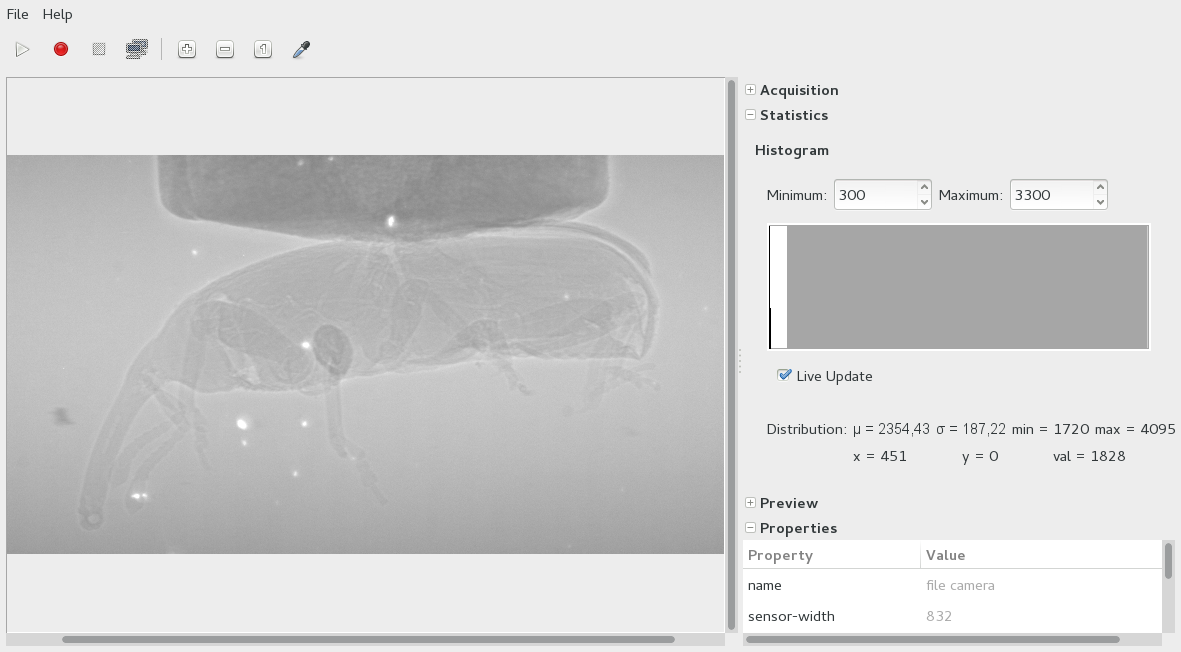 File Help
Acquisition
Statistics
Histogram
Minimum: 300 Maximum: 3300
Live Update
Distribution: μ = 2354,43 σ = 187,22 min = 1720 max = 4095
x = 451 y = 0 val = 1828
Preview
Properties
Property Value
name file camera
sensor-width 832